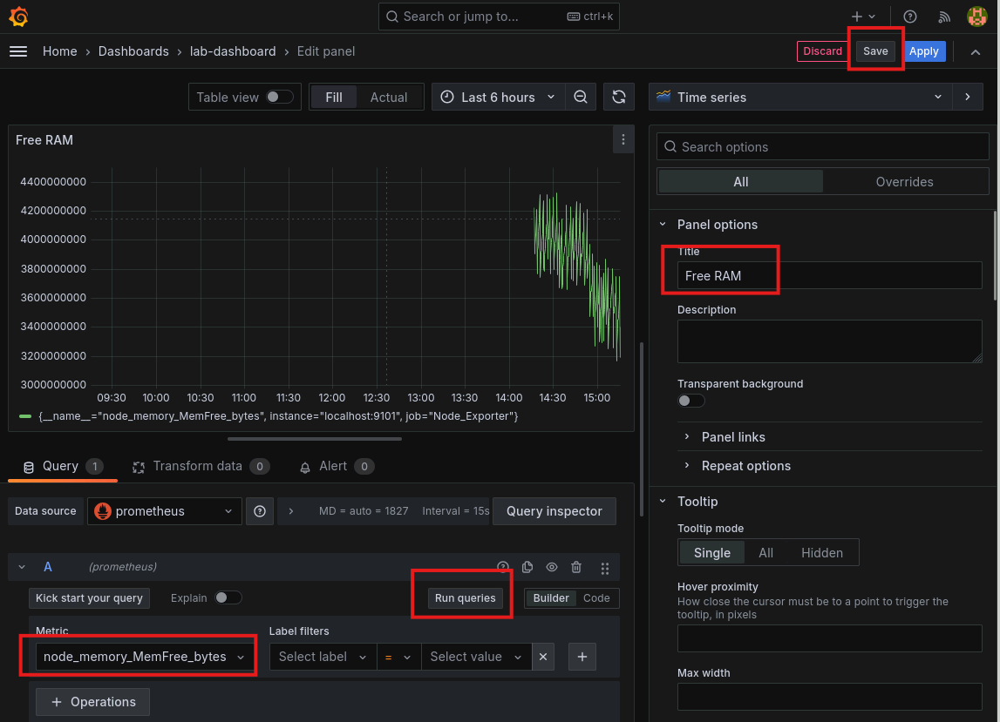 Search or jump to... ctrl+k
Home › Dashboards › lab-dashboard › Edit panel
Discard Save Apply
Table view Fill Actual Last 6 hours
Time series
Free RAM
4400000000
4200000000
4000000000
3800000000
3600000000
3400000000
3200000000
3000000000
09:30 10:00 10:30 11:00 11:30 12:00 12:30 13:00 13:30 14:00 14:30 15:00
{__name__="node_memory_MemFree_bytes", instance="localhost:9101", job="Node_Exporter"}
Query 1 Transform data 0 Alert 0
Data source prometheus MD = auto = 1827 Interval = 15s Query inspector
A (prometheus)
Kick start your query Explain Run queries Builder Code
Metric Label filters
node_memory_MemFree_bytes Select label = Select value
+ Operations
Search options
All Overrides
Panel options
Title
Free RAM
Description
Transparent background
Panel links
Repeat options
Tooltip
Tooltip mode
Single All Hidden
Hover proximity
How close the cursor must be to a point to trigger the
tooltip, in pixels
Max width